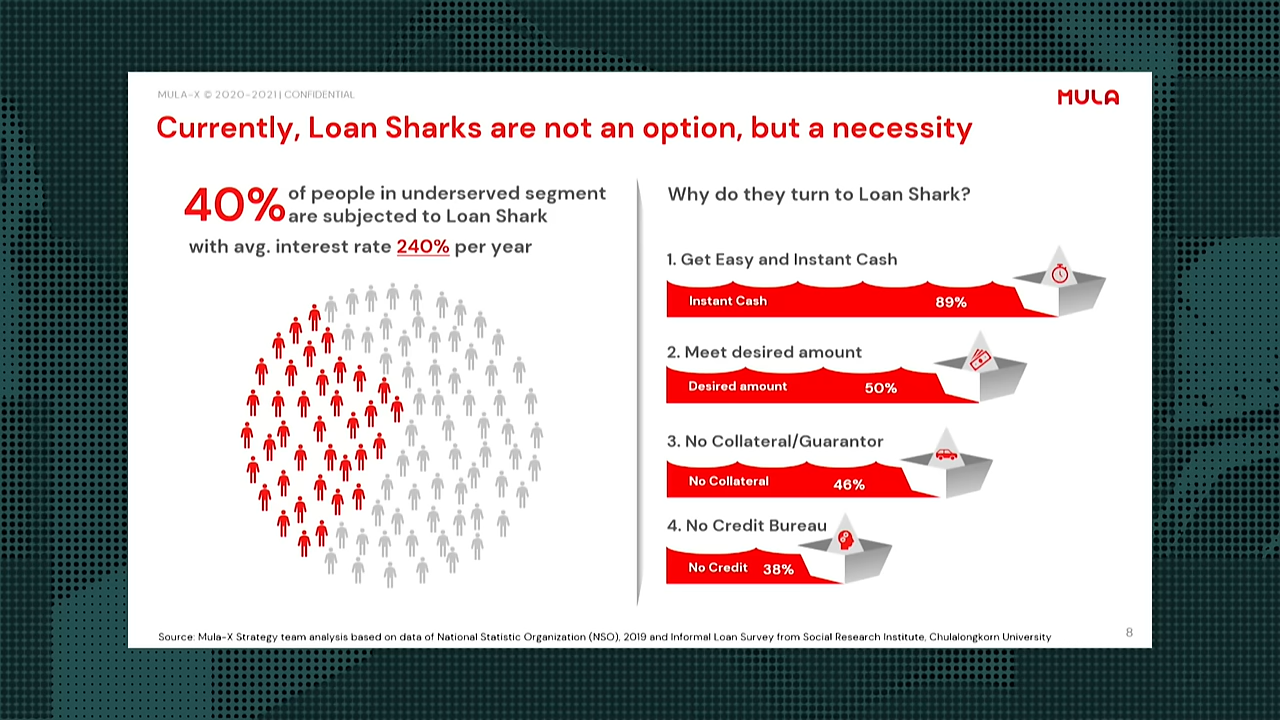 MULA-X © 2020-2021 | CONFIDENTIAL
MULA
Currently, Loan Sharks are not an option, but a necessity
40% of people in underserved segment
are subjected to Loan Shark
with avg. interest rate 240% per year
Why do they turn to Loan Shark?
1. Get Easy and Instant Cash
Instant Cash 89%
2. Meet desired amount
Desired amount 50%
3. No Collateral/Guarantor
No Collateral 46%
4. No Credit Bureau
No Credit 38%
Source: Mula-X Strategy team analysis based on data of National Statistic Organization (NSO), 2019 and Informal Loan Survey from Social Research Institute, Chulalongkorn University
8